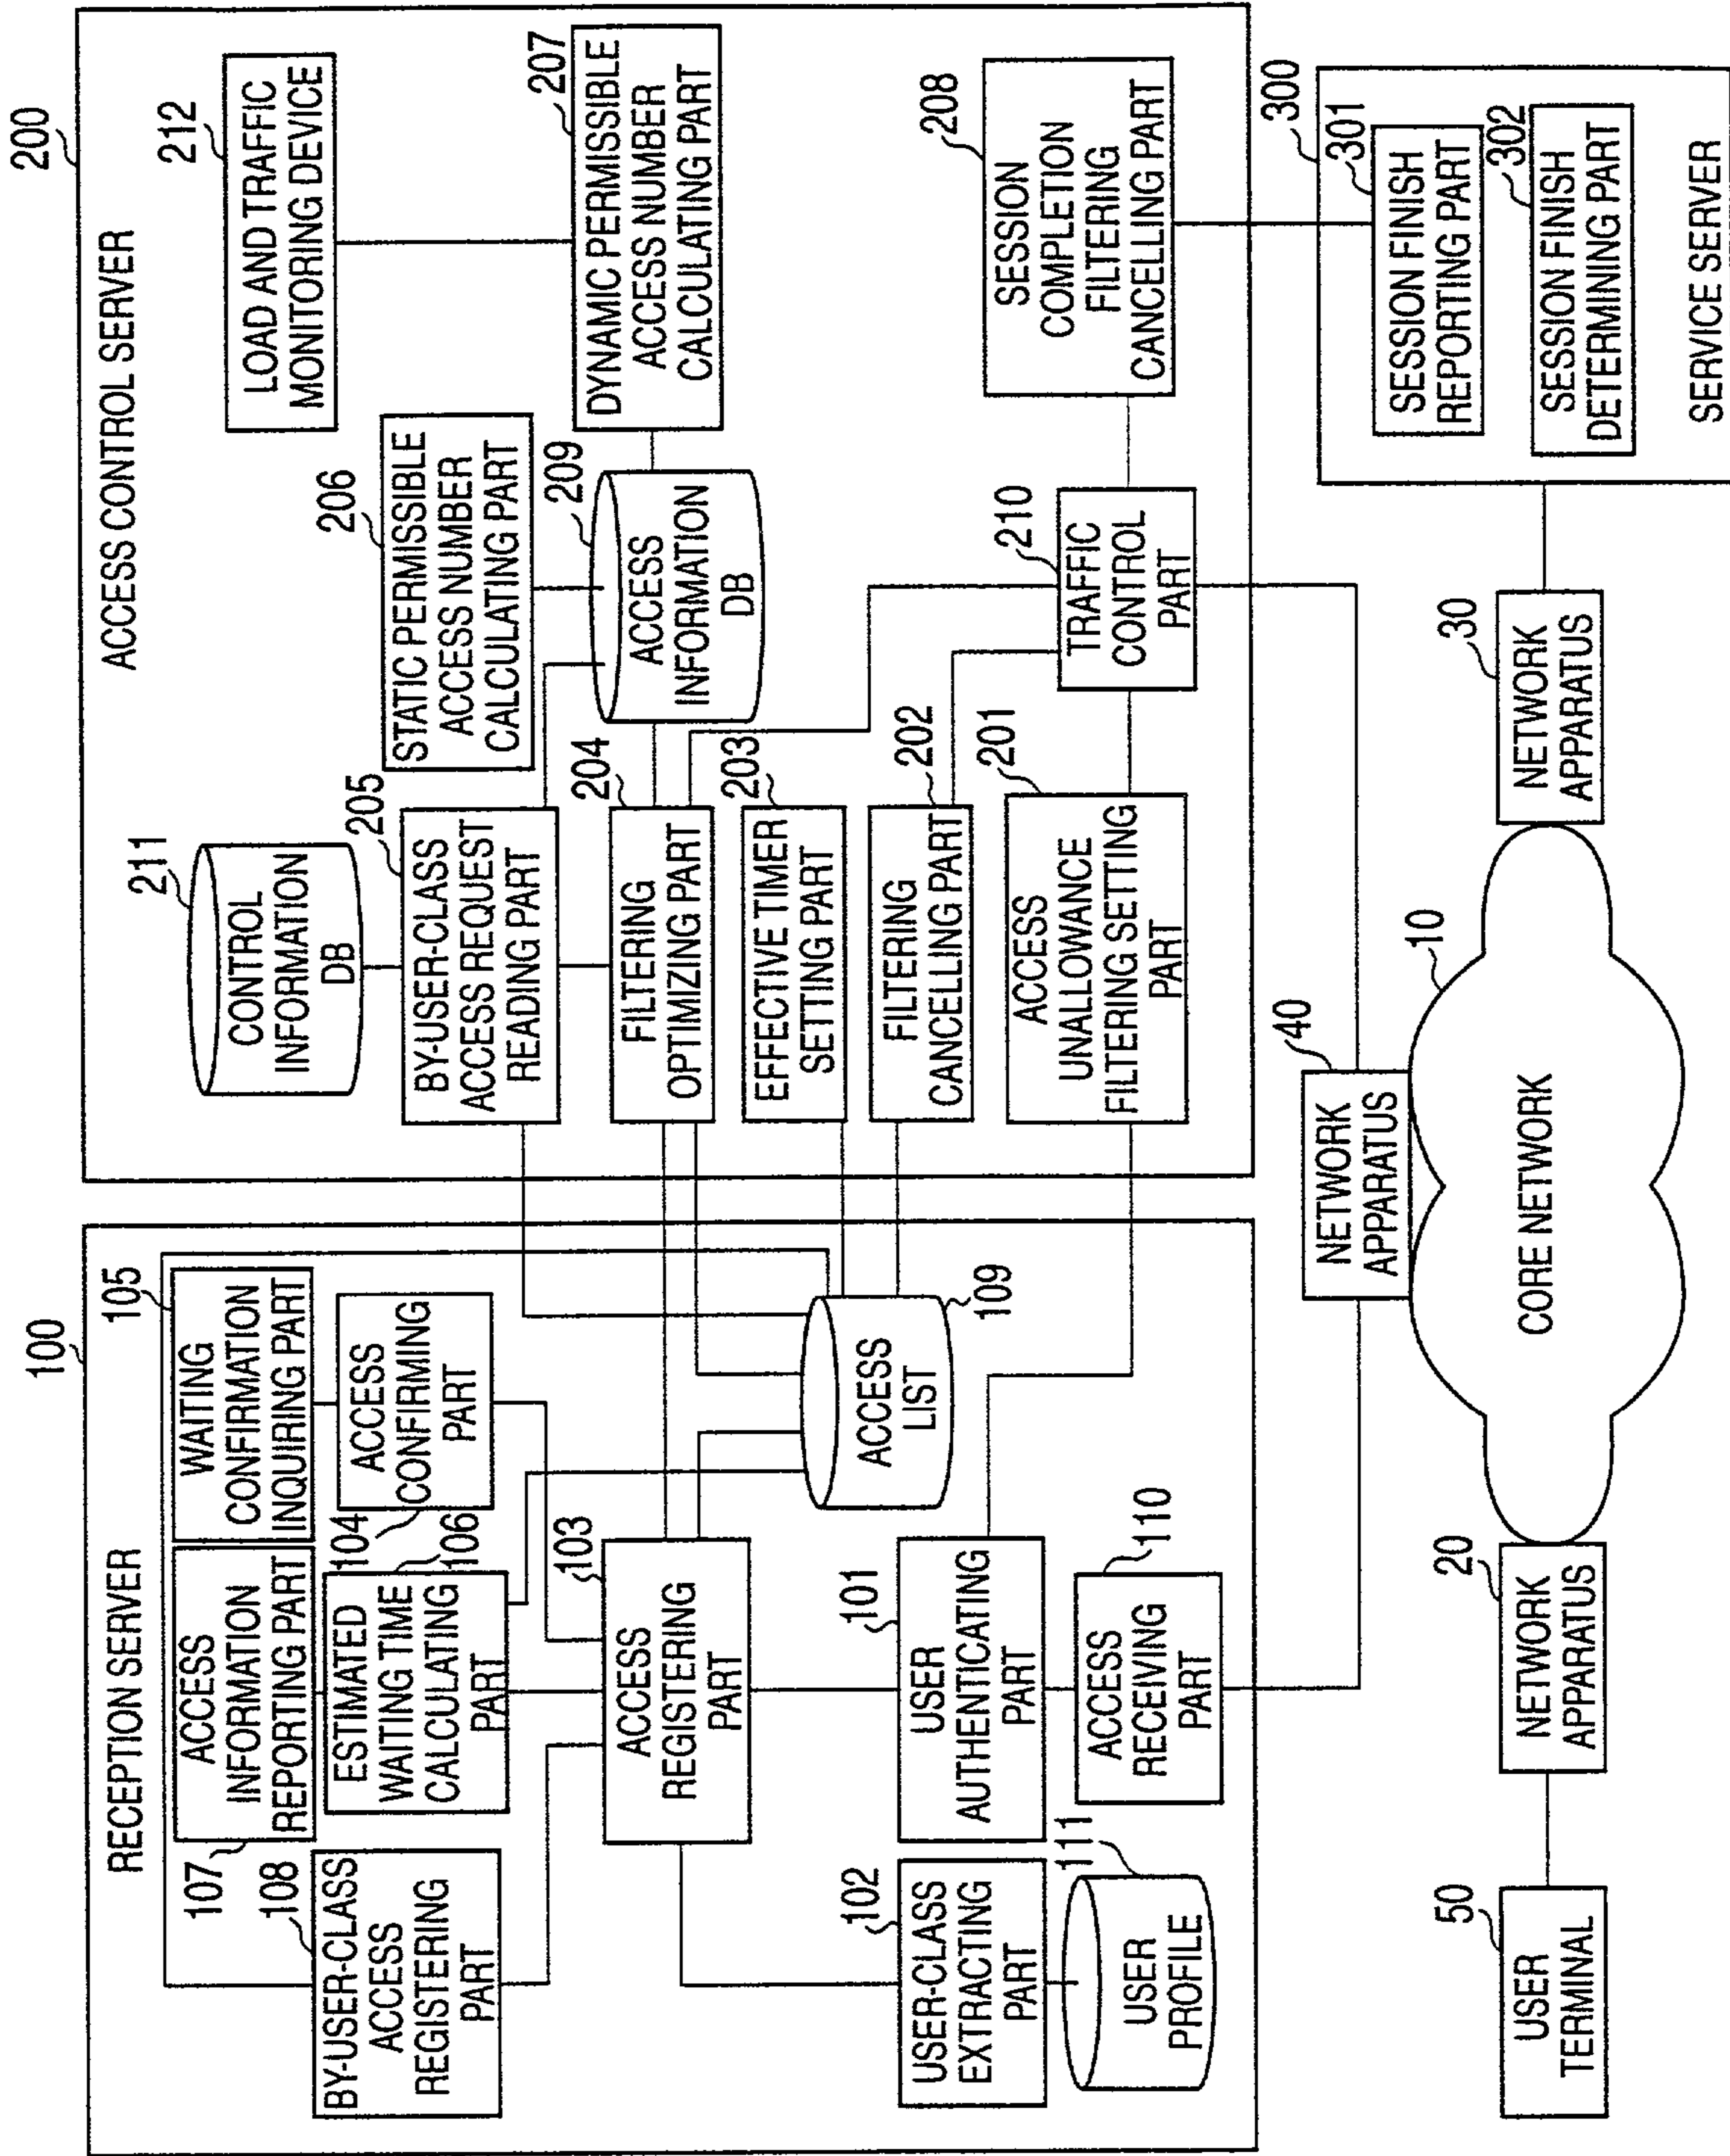 100
RECEPTION SERVER
107
ACCESS
INFORMATION
REPORTING PART
105
WAITING
CONFIRMATION
INQUIRING PART
108
BY-USER-CLASS
ACCESS
REGISTERING
PART
ESTIMATED
WAITING TIME
CALCULATING
PART
106
104
ACCESS
CONFIRMING
PART
103
ACCESS
REGISTERING
PART
ACCESS
LIST
109
102
USER-CLASS
EXTRACTING
PART
101
USER
AUTHENTICATING
PART
111
USER
PROFILE
110
ACCESS
RECEIVING
PART
200
ACCESS CONTROL SERVER
211
CONTROL
INFORMATION
DB
212
LOAD AND TRAFFIC
MONITORING DEVICE
205
BY-USER-CLASS
ACCESS REQUEST
READING PART
206
STATIC PERMISSIBLE
ACCESS NUMBER
CALCULATING PART
207
DYNAMIC PERMISSIBLE
ACCESS NUMBER
CALCULATING PART
204
FILTERING
OPTIMIZING PART
209
ACCESS
INFORMATION
DB
203
EFFECTIVE TIMER
SETTING PART
202
FILTERING
CANCELLING PART
201
ACCESS
UNALLOWANCE
FILTERING SETTING
PART
210
TRAFFIC
CONTROL
PART
208
SESSION
COMPLETION
FILTERING
CANCELLING PART
50
USER
TERMINAL
20
NETWORK
APPARATUS
40
NETWORK
APPARATUS
10
CORE NETWORK
30
NETWORK
APPARATUS
300
301
SESSION FINISH
REPORTING PART
302
SESSION FINISH
DETERMINING PART
SERVICE SERVER